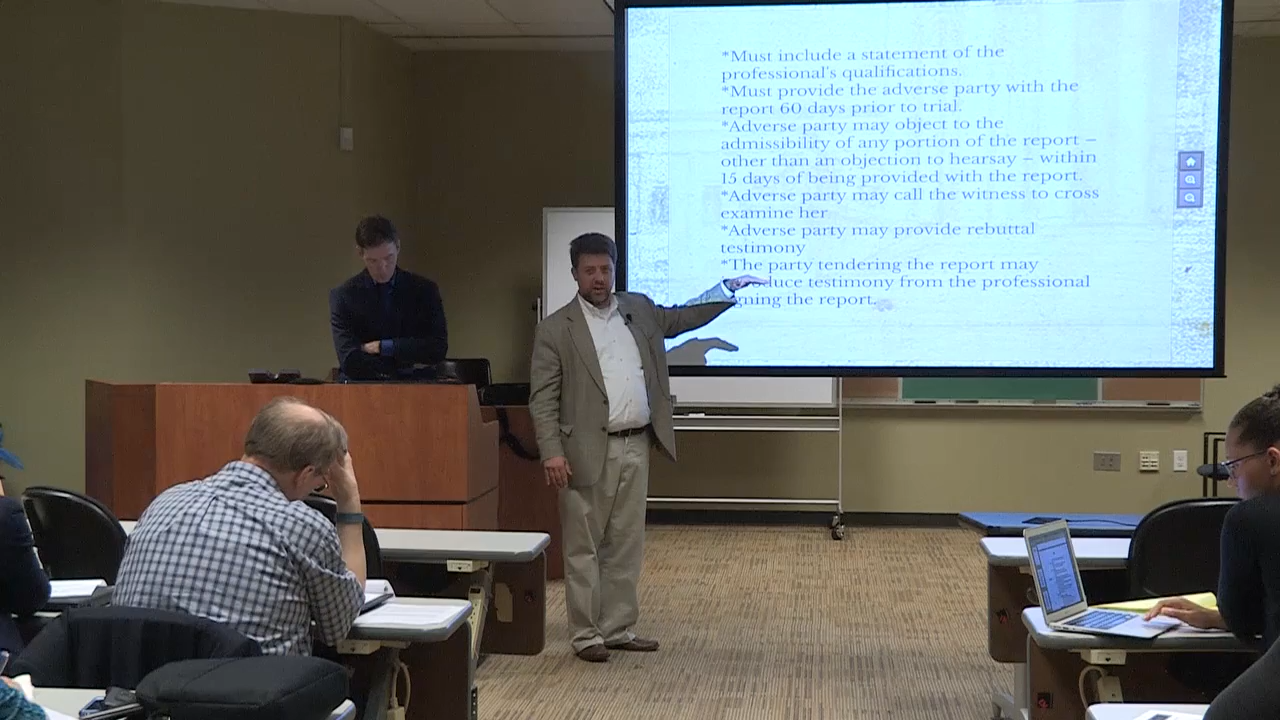 *Must include a statement of the
professional's qualifications.
*Must provide the adverse party with the
report 60 days prior to trial.
*Adverse party may object to the
admissibility of any portion of the report –
other than an objection to hearsay – within
15 days of being provided with the report.
*Adverse party may call the witness to cross
examine her
*Adverse party may provide rebuttal
testimony
*The party tendering the report may
duce testimony from the professional
gning the report.